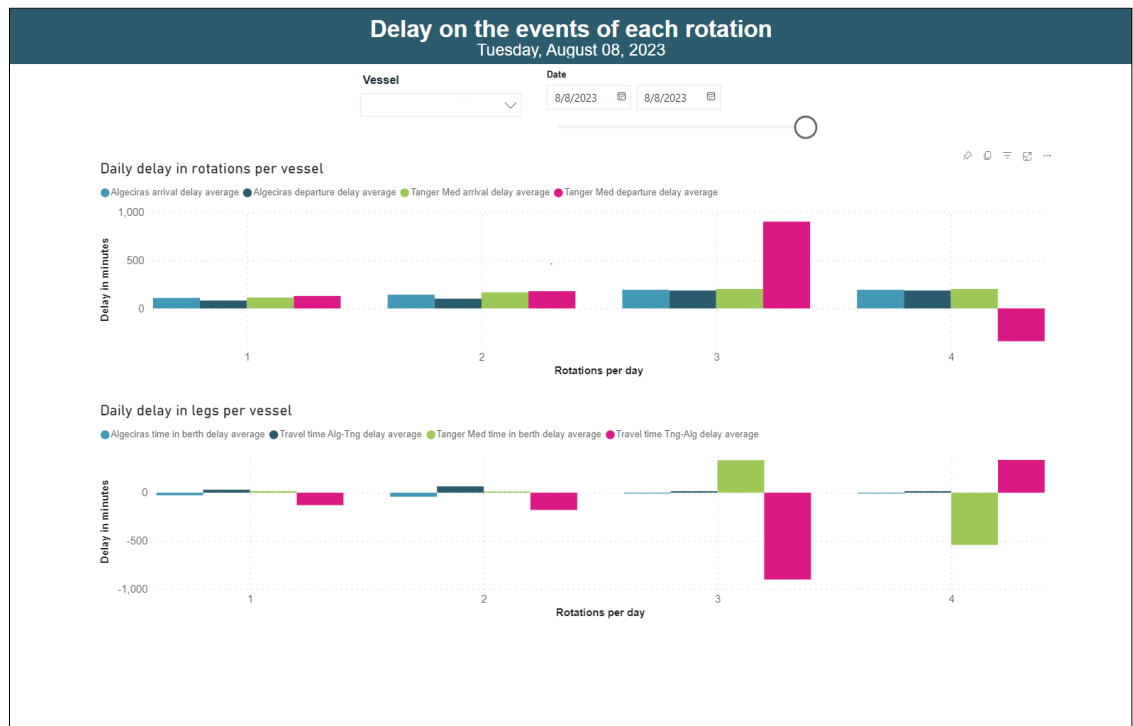 Delay on the events of each rotation
Tuesday, August 08, 2023
Vessel
Date
8/8/2023 8/8/2023
Daily delay in rotations per vessel
Algeciras arrival delay average Algeciras departure delay average Tanger Med arrival delay average Tanger Med departure delay average
1,000
500
0
Delay in minutes
1 2 3 4
Rotations per day
Daily delay in legs per vessel
Algeciras time in berth delay average Travel time Alg-Tng delay average Tanger Med time in berth delay average Travel time Tng-Alg delay average
0
-500
-1,000
Delay in minutes
1 2 3 4
Rotations per day